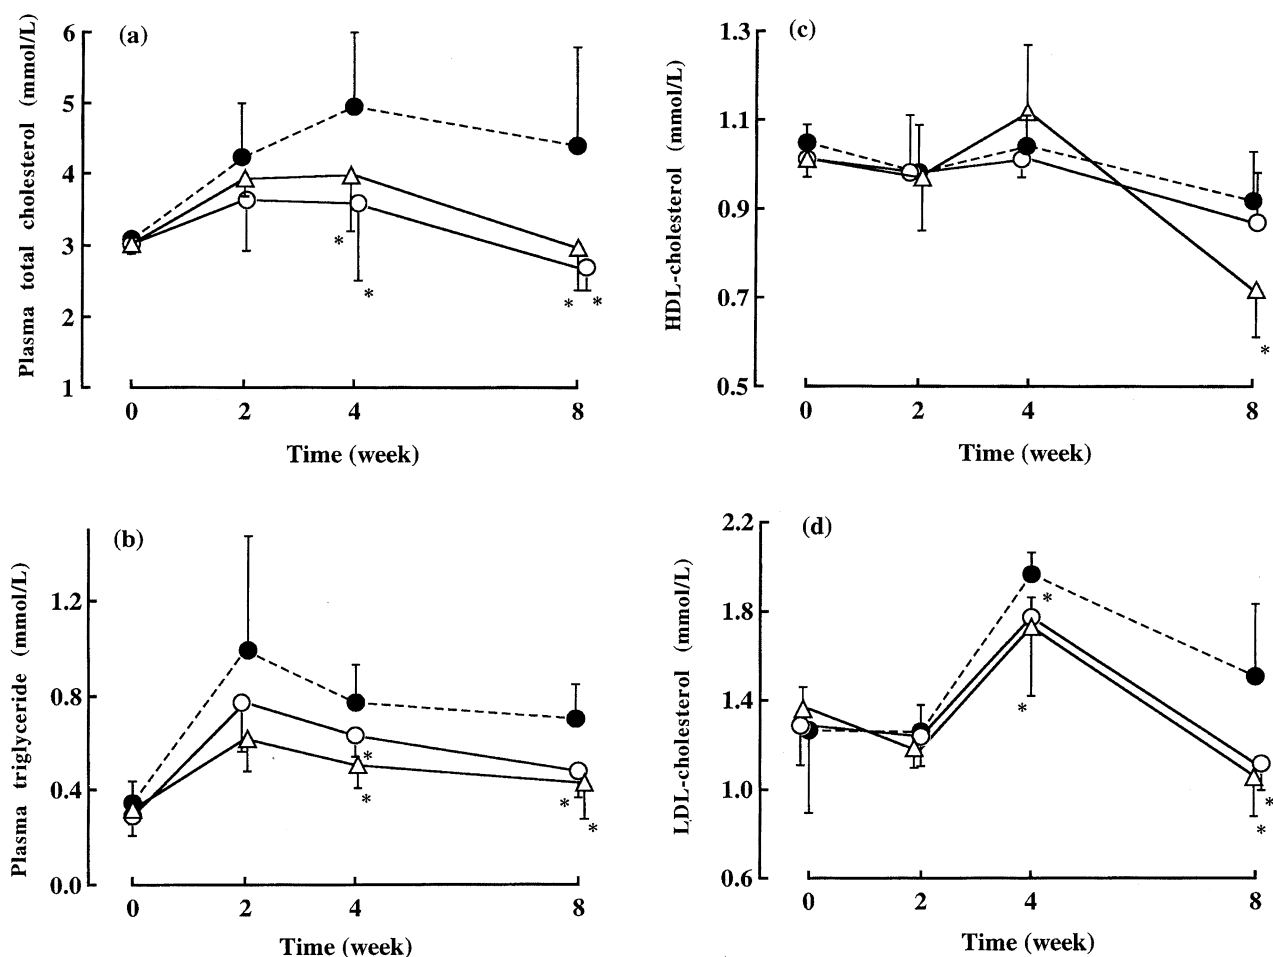 (a)
Plasma total cholesterol (mmol/L)
6
5
4
3
2
1
* * * *
0 2 4 8
Time (week)
(c)
HDL-cholesterol (mmol/L)
1.3
1.1
0.9
0.7
0.5
*
0 2 4 8
Time (week)
(b)
Plasma triglyceride (mmol/L)
1.2
0.8
0.4
0.0
* * * *
0 2 4 8
Time (week)
(d)
LDL-cholesterol (mmol/L)
2.2
1.8
1.4
1.0
0.6
* * * *
0 2 4 8
Time (week)